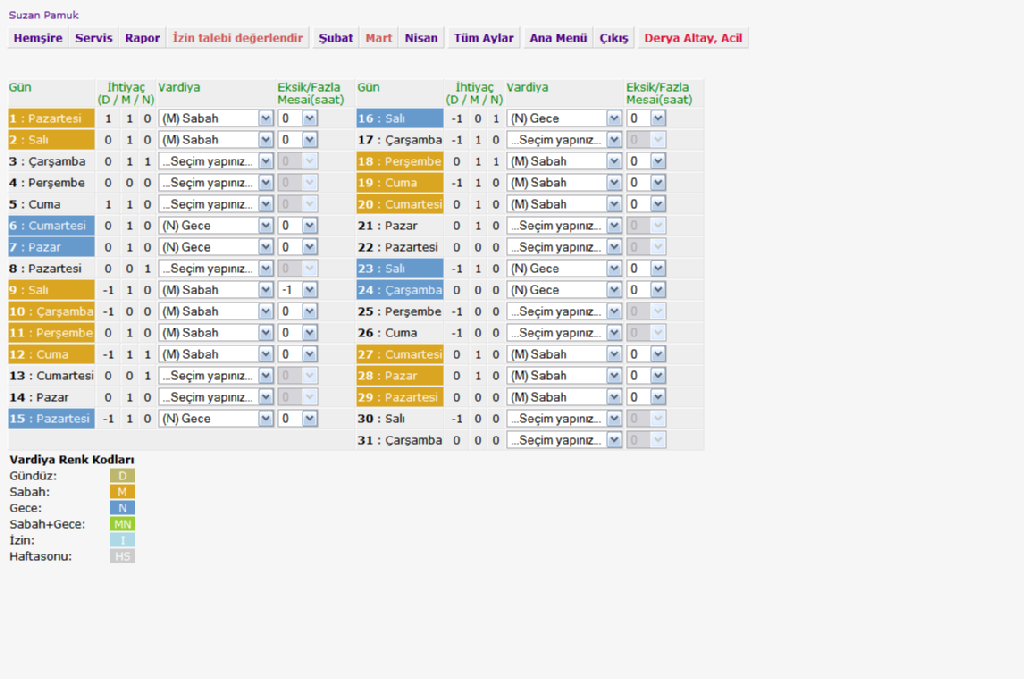 Suzan Pamuk
Hemşire Servis Rapor İzin talebi değerlendir Şubat Mart Nisan Tüm Aylar Ana Menü Çıkış Derya Altay, Acil
Gün İhtiyaç (D / M / N) Vardiya Eksik/Fazla Mesai(saat) Gün İhtiyaç (D / M / N) Vardiya Eksik/Fazla Mesai(saat)
1 : Pazartesi 1 1 0 (M) Sabah 0 16 : Salı -1 0 1 (N) Gece 0
2 : Salı 0 1 0 (M) Sabah 0 17 : Çarşamba -1 1 0 ...Seçim yapınız... 0
3 : Çarşamba 0 1 1 ...Seçim yapınız... 0 18 : Perşembe 0 1 1 (M) Sabah 0
4 : Perşembe 0 0 0 ...Seçim yapınız... 0 19 : Cuma -1 1 0 (M) Sabah 0
5 : Cuma 1 1 0 ...Seçim yapınız... 0 20 : Cumartesi 0 1 0 (M) Sabah 0
6 : Cumartesi 0 1 0 (N) Gece 0 21 : Pazar 0 1 0 ...Seçim yapınız... 0
7 : Pazar 0 1 0 (N) Gece 0 22 : Pazartesi 0 0 0 ...Seçim yapınız... 0
8 : Pazartesi 0 0 1 ...Seçim yapınız... 0 23 : Salı -1 1 0 (N) Gece 0
9 : Salı -1 1 0 (M) Sabah -1 24 : Çarşamba 0 0 0 (N) Gece 0
10 : Çarşamba -1 0 0 (M) Sabah 0 25 : Perşembe -1 0 0 ...Seçim yapınız... 0
11 : Perşembe 0 1 0 (M) Sabah 0 26 : Cuma -1 0 0 ...Seçim yapınız... 0
12 : Cuma -1 1 1 (M) Sabah 0 27 : Cumartesi 0 1 0 (M) Sabah 0
13 : Cumartesi 0 0 1 ...Seçim yapınız... 0 28 : Pazar 0 1 0 (M) Sabah 0
14 : Pazar 0 1 0 ...Seçim yapınız... 0 29 : Pazartesi 0 0 0 (M) Sabah 0
15 : Pazartesi -1 1 0 (N) Gece 0 30 : Salı -1 0 0 ...Seçim yapınız... 0
31 : Çarşamba 0 0 0 ...Seçim yapınız... 0
Vardiya Renk Kodları
Gündüz: D
Sabah: M
Gece: N
Sabah+Gece: MN
İzin: I
Haftasonu: HS